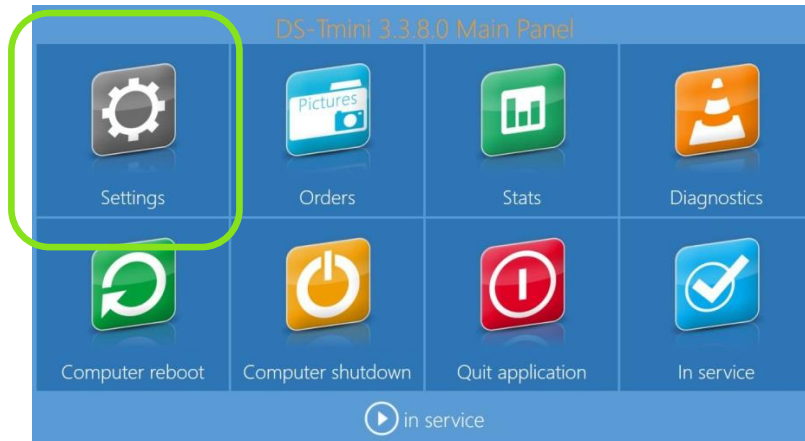 DS-Tmini 3.3.8.0 Main Panel
Pictures
Settings
Orders
Stats
Diagnostics
Computer reboot
Computer shutdown
Quit application
In service
in service